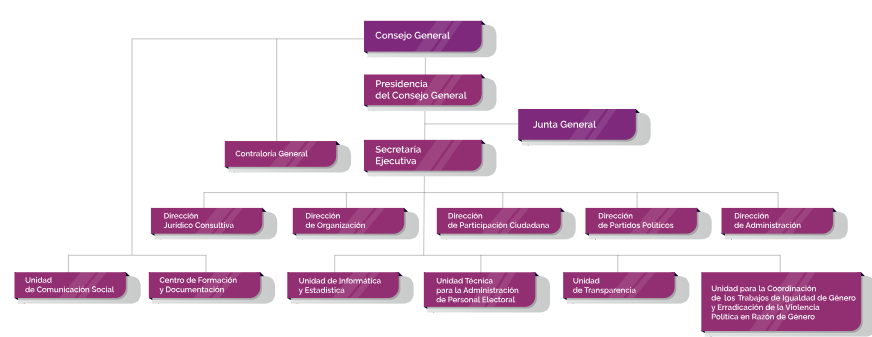 Consejo General
Presidencia
del Consejo General
Junta General
Contraloría General
Secretaría
Ejecutiva
Dirección
Jurídico Consultiva
Dirección
de Organización
Dirección
de Participación Ciudadana
Dirección
de Partidos Políticos
Dirección
de Administración
Unidad
de Comunicación Social
Centro de Formación
y Documentación
Unidad de Informática
y Estadística
Unidad Técnica
para la Administración
de Personal Electoral
Unidad
de Transparencia
Unidad para la Coordinación
de los Trabajos de Igualdad de Género
y Erradicación de la Violencia
Política en Razón de Género